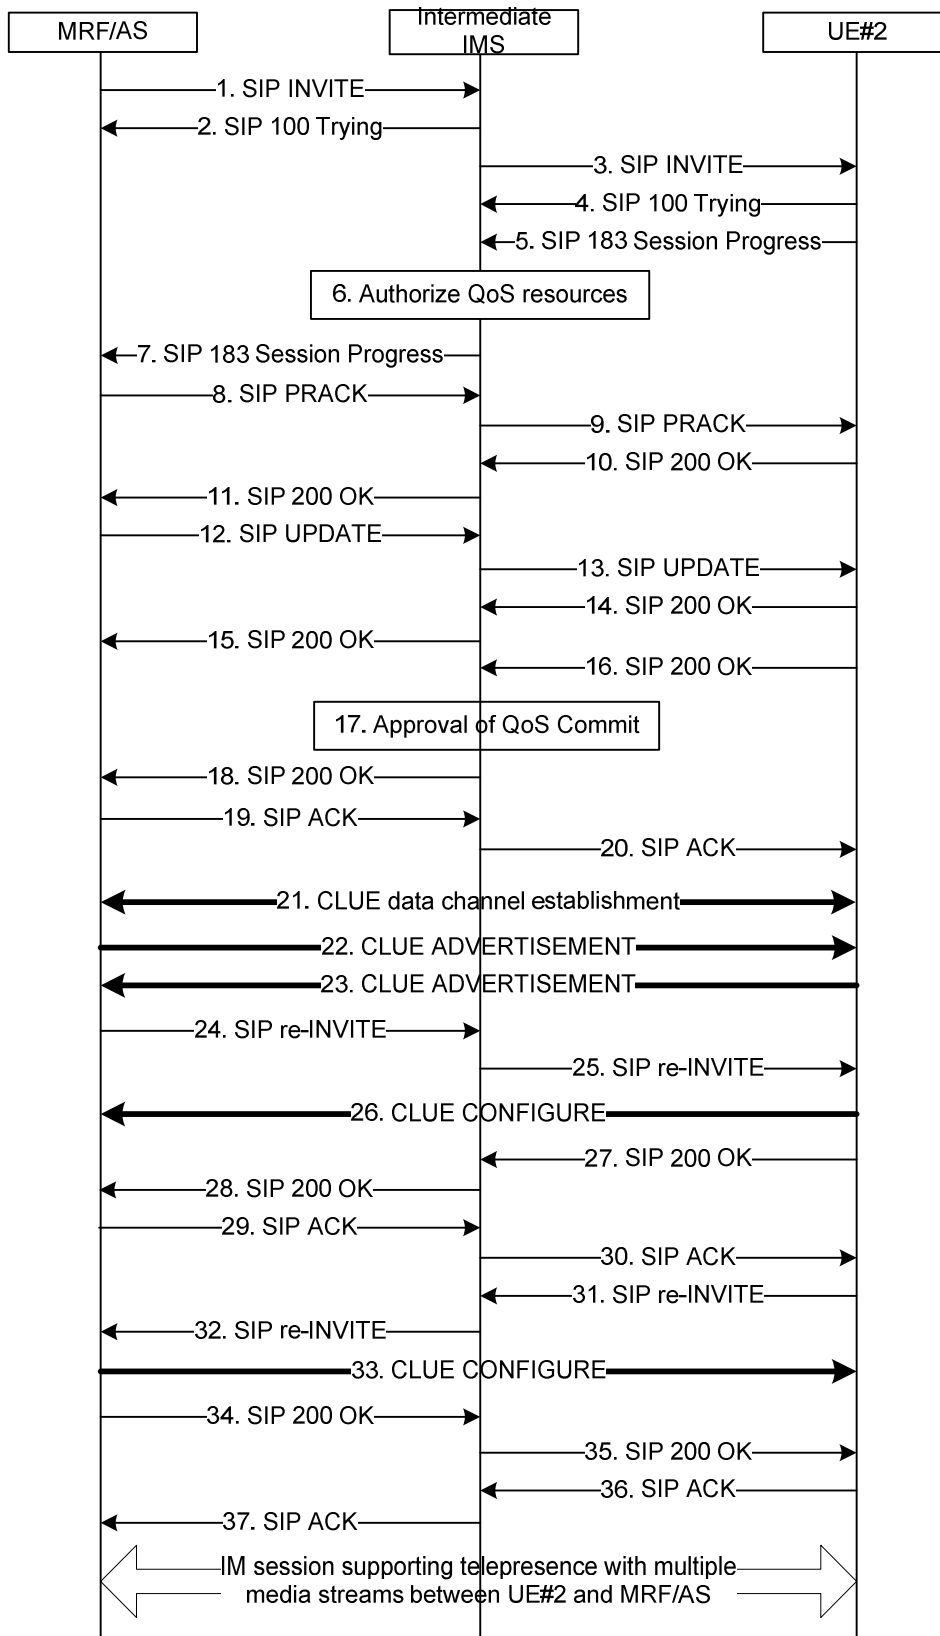 MRF/AS
Intermediate
IMS
UE#2
1. SIP INVITE
2. SIP 100 Trying
3. SIP INVITE
4. SIP 100 Trying
5. SIP 183 Session Progress
6. Authorize QoS resources
7. SIP 183 Session Progress
8. SIP PRACK
9. SIP PRACK
10. SIP 200 OK
11. SIP 200 OK
12. SIP UPDATE
13. SIP UPDATE
14. SIP 200 OK
15. SIP 200 OK
16. SIP 200 OK
17. Approval of QoS Commit
18. SIP 200 OK
19. SIP ACK
20. SIP ACK
21. CLUE data channel establishment
22. CLUE ADVERTISEMENT
23. CLUE ADVERTISEMENT
24. SIP re-INVITE
25. SIP re-INVITE
26. CLUE CONFIGURE
27. SIP 200 OK
28. SIP 200 OK
29. SIP ACK
30. SIP ACK
31. SIP re-INVITE
32. SIP re-INVITE
33. CLUE CONFIGURE
34. SIP 200 OK
35. SIP 200 OK
36. SIP ACK
37. SIP ACK
IM session supporting telepresence with multiple
media streams between UE#2 and MRF/AS